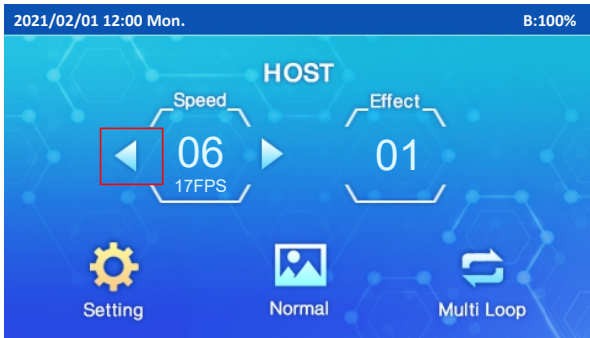 2021/02/01 12:00 Mon. B:100%
HOST
Speed Effect
06 01
17FPS
Setting Normal Multi Loop